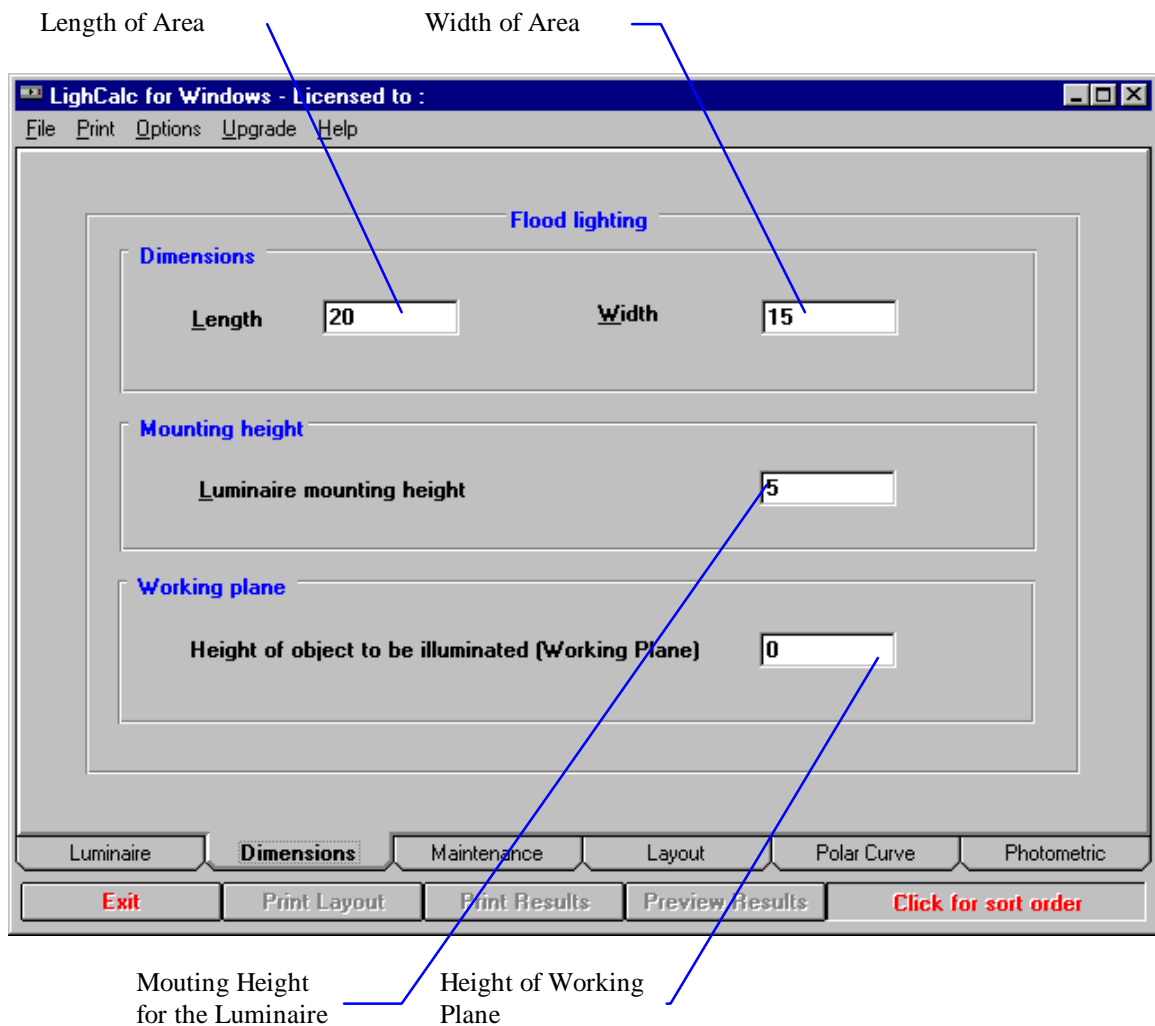 Length of Area
Width of Area
LighCalc for Windows - Licensed to :
File Print Options Upgrade Help
Flood lighting
Dimensions
Length 20 Width 15
Mounting height
Luminaire mounting height 5
Working plane
Height of object to be illuminated (Working Plane) 0
Luminaire Dimensions Maintenance Layout Polar Curve Photometric
Exit Print Layout Print Results Preview Results Click for sort order
Mouting Height
for the Luminaire
Height of Working
Plane